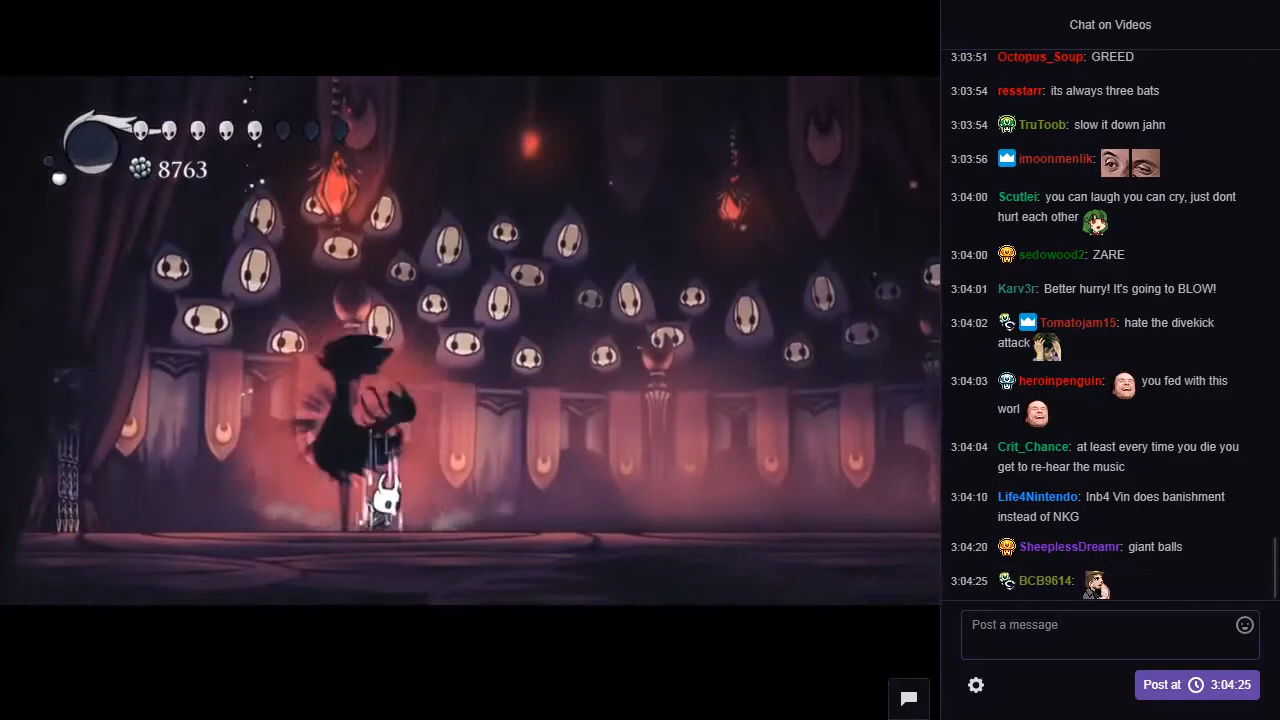 8763
Chat on Videos
3:03:51 Octopus_Soup: GREED
3:03:54 resstarr: its always three bats
3:03:54 TruToob: slow it down jahn
3:03:56 imoonmenlik:
3:04:00 Scutlei: you can laugh you can cry, just dont
hurt each other
3:04:00 sedowood2: ZARE
3:04:01 Karv3r: Better hurry! It's going to BLOW!
3:04:02 Tomatojam15: hate the divekick
attack
3:04:03 heroinpenguin: you fed with this
worl
3:04:04 Crit_Chance: at least every time you die you
get to re-hear the music
3:04:10 Life4Nintendo: Inb4 Vin does banishment
instead of NKG
3:04:20 SheeplessDreamr: giant balls
3:04:25 BCB9614:
Post a message
Post at 3:04:25